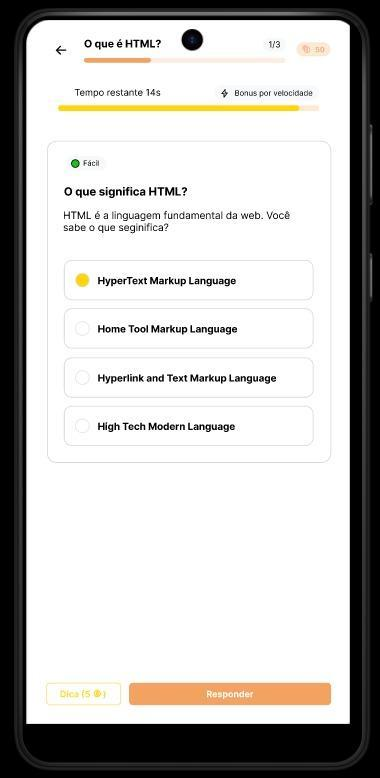 O que é HTML?
1/3
50
Tempo restante 14s
Bonus por velocidade
Fácil
O que significa HTML?
HTML é a linguagem fundamental da web. Você
sabe o que seginifica?
HyperText Markup Language
Home Tool Markup Language
Hyperlink and Text Markup Language
High Tech Modern Language
Dica (5 )
Responder